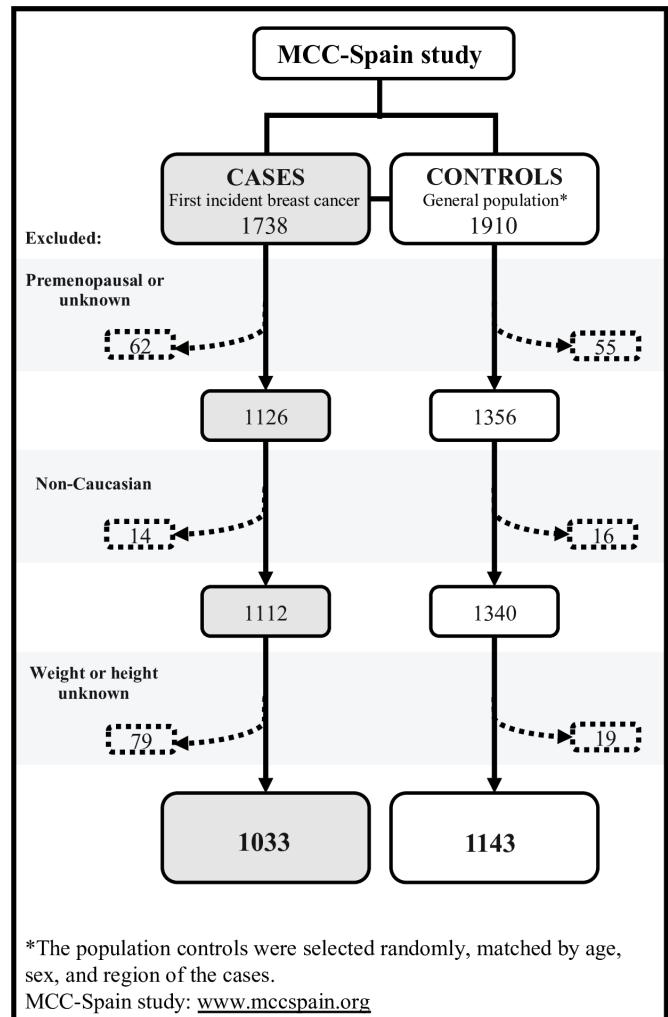 MCC-Spain study
CASES
First incident breast cancer
1738
CONTROLS
General population*
1910
Excluded:
Premenopausal or
unknown
62
55
1126
1356
Non-Caucasian
14
16
1112
1340
Weight or height
unknown
79
19
1033
1143
*The population controls were selected randomly, matched by age,
sex, and region of the cases.
MCC-Spain study: www.mccspain.org